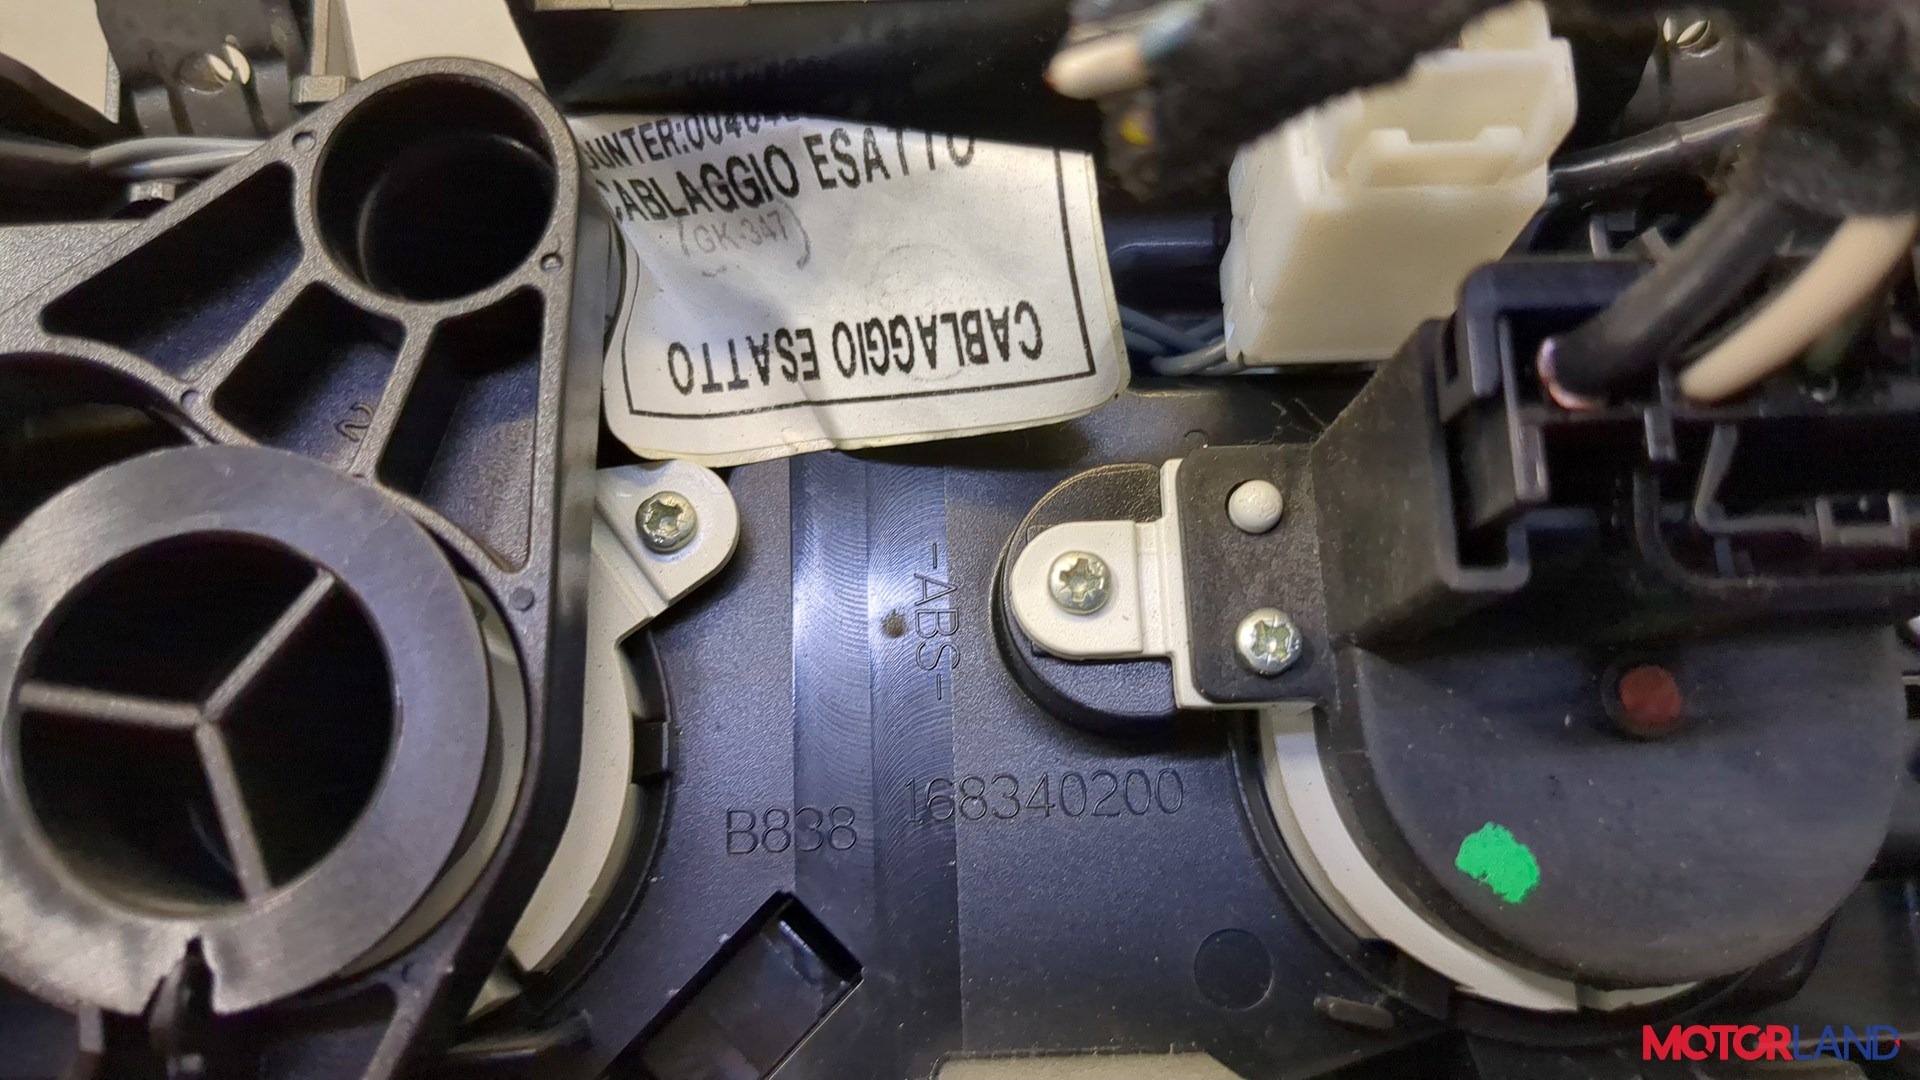 CABLAGGIO ESATTO
(GK-347)
CABLAGGIO ESATTO
-ABS-
B838
168340200
MOTORLAND